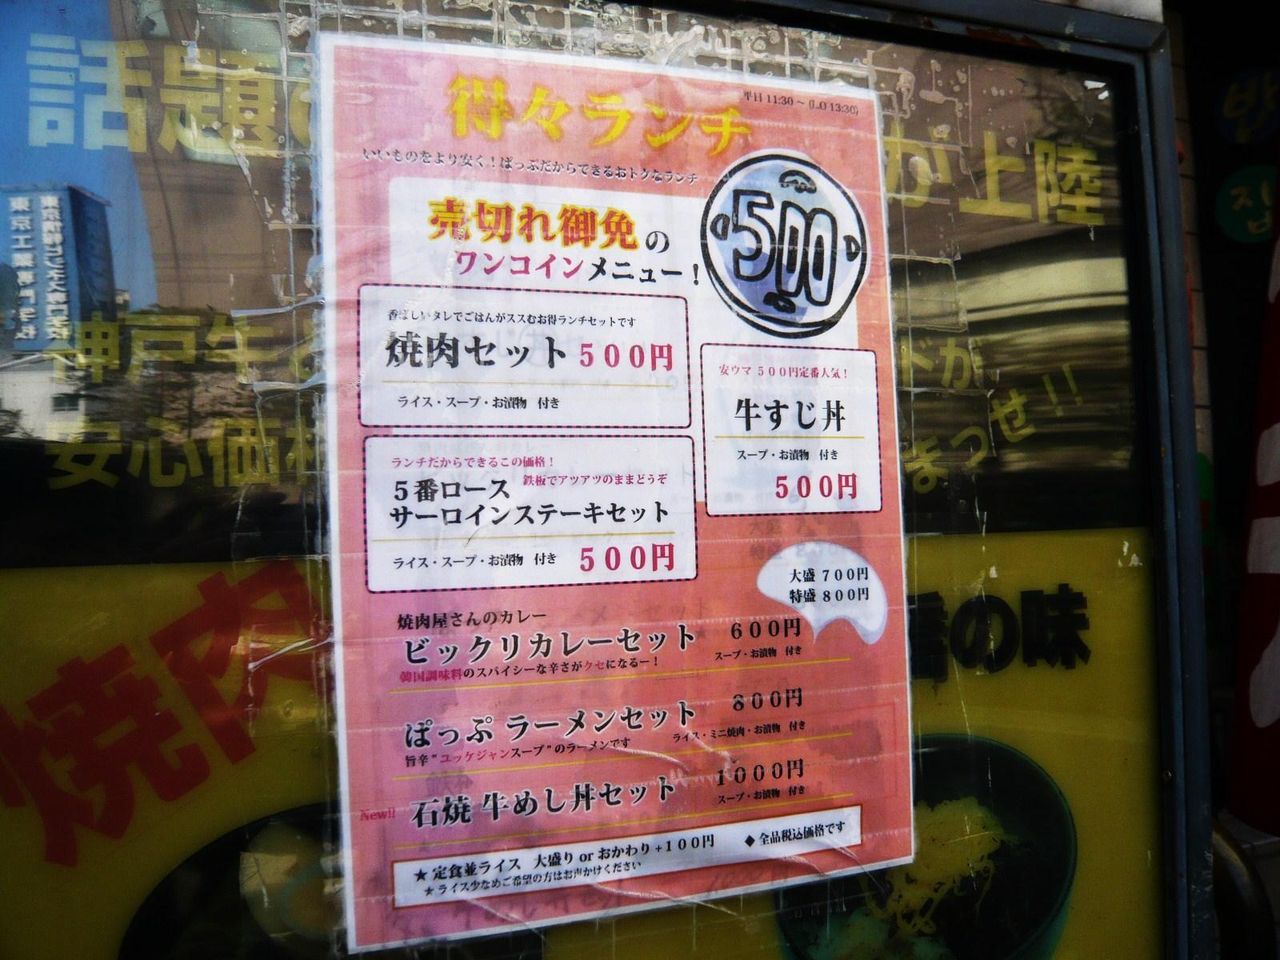 話題
が上陸
神戸牛
安心価格
ドが、
まっせ!!
焼肉
の味
東京工業専門学校
得々ランチ
平日 11:30 ~ (L.O 13:30)
いいものをより安く！ぱっぷだからできるおトクなランチ
売切れ御免の
ワンコインメニュー！
500
香ばしいタレでごはんがススむお得ランチセットです
焼肉セット 500円
ライス・スープ・お漬物 付き
安ウマ 500円定番人気！
牛すじ丼
スープ・お漬物 付き
500円
ランチだからできるこの価格！
5番ロース 鉄板でアツアツのままどうぞ
サーロインステーキセット
ライス・スープ・お漬物 付き 500円
大盛 700円
特盛 800円
焼肉屋さんのカレー
ビックリカレーセット 600円
韓国調味料のスパイシーな辛さがクセになるー！ スープ・お漬物 付き
ぱっぷ ラーメンセット 800円
旨辛"ユッケジャンスープ"のラーメンです ライス・ミニ焼肉・お漬物 付き
New!! 石焼 牛めし丼セット 1000円
スープ・お漬物 付き
★ 定食並ライス 大盛り or おかわり +100円 ◆ 全品税込価格です
★ ライス少なめご希望の方はお声かけください